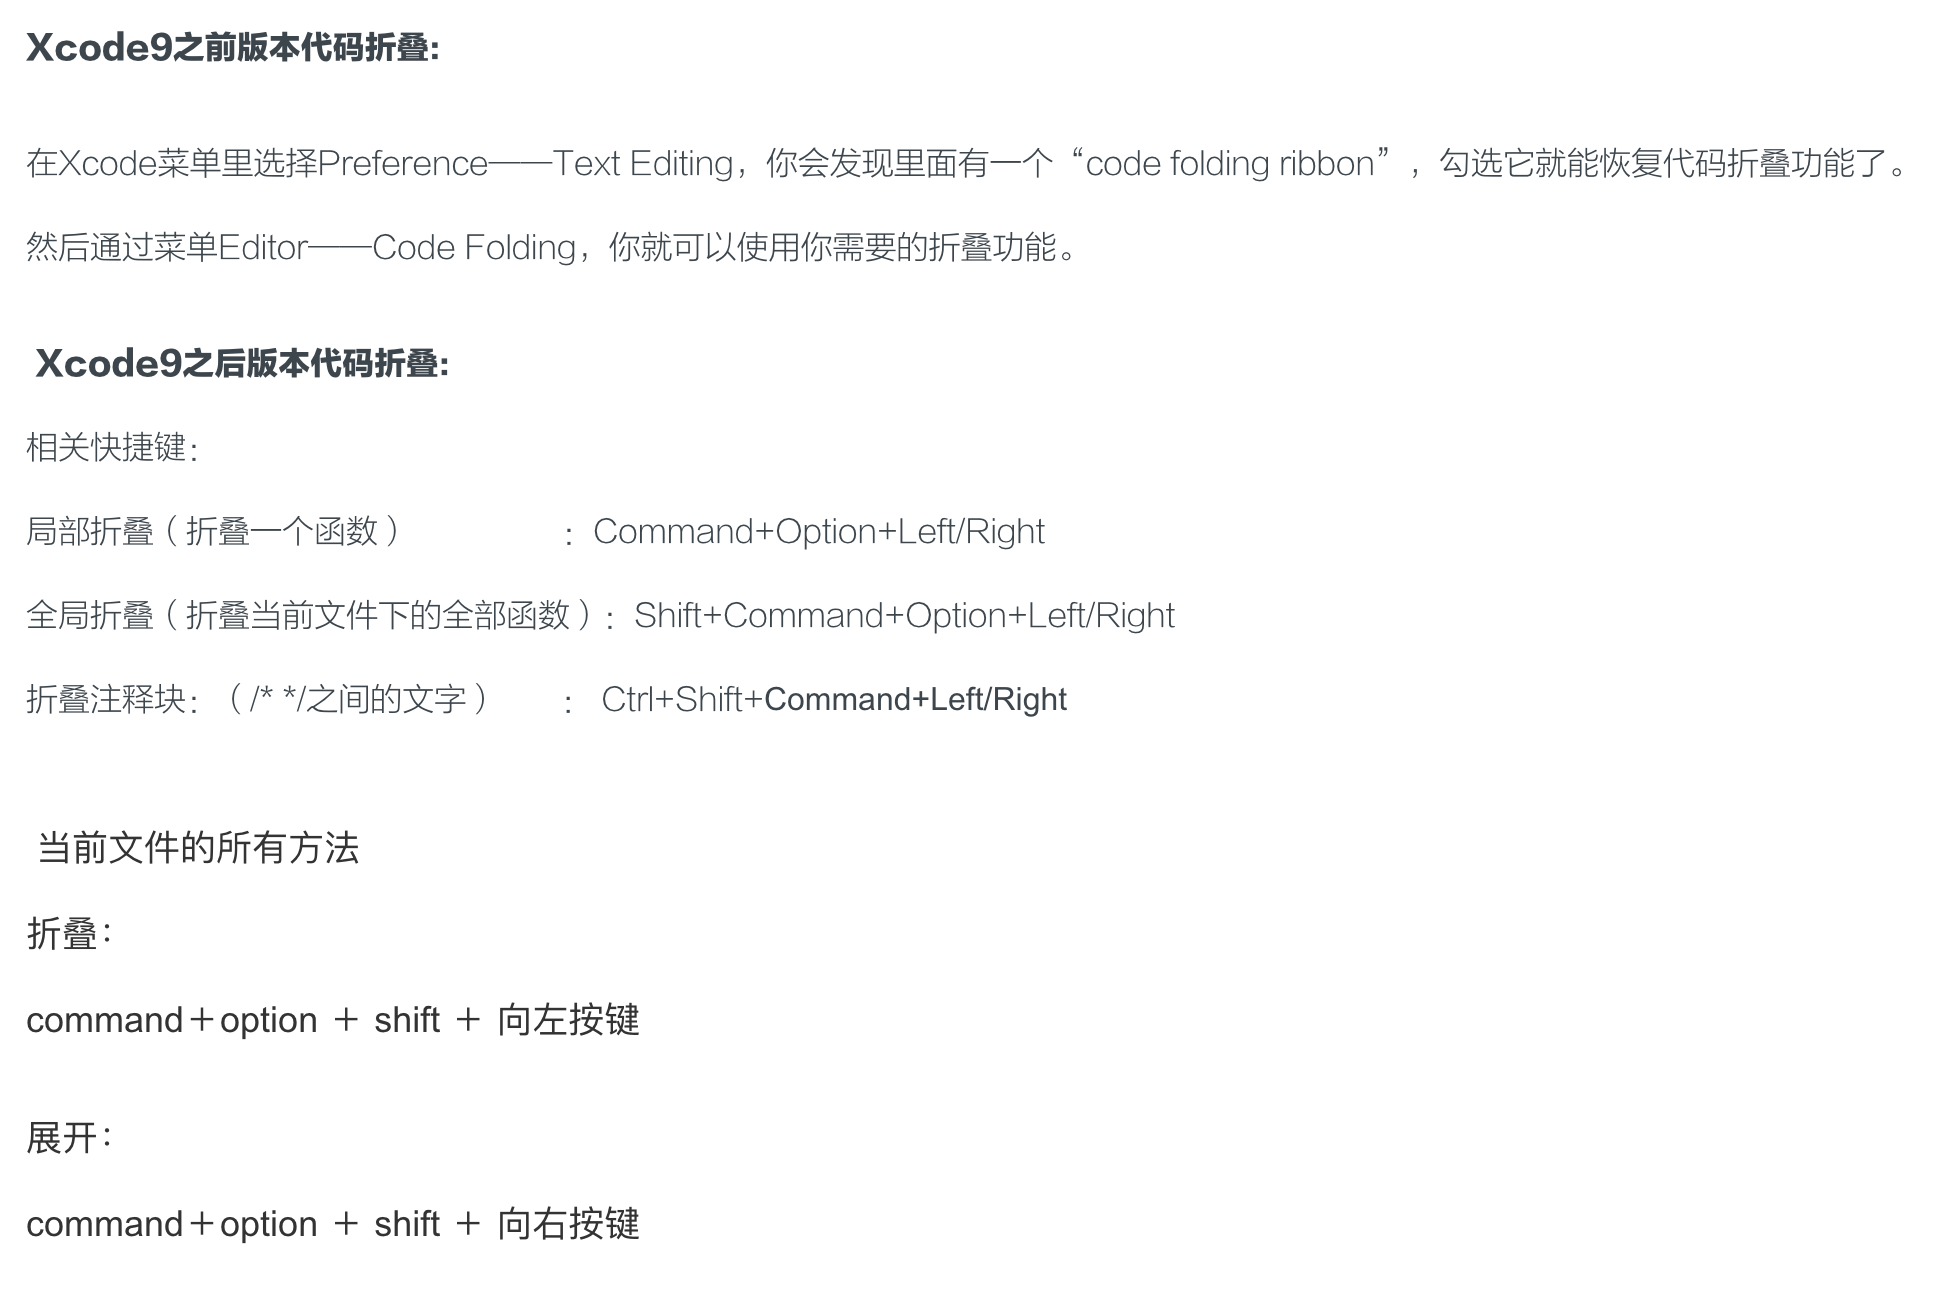 Xcode9之前版本代码折叠:
在Xcode菜单里选择Preference——Text Editing，你会发现里面有一个“code folding ribbon”，勾选它就能恢复代码折叠功能了。
然后通过菜单Editor——Code Folding，你就可以使用你需要的折叠功能。
Xcode9之后版本代码折叠:
相关快捷键：
局部折叠（折叠一个函数）　　　　　：Command+Option+Left/Right
全局折叠（折叠当前文件下的全部函数）：Shift+Command+Option+Left/Right
折叠注释块：（/* */之间的文字）　　： Ctrl+Shift+Command+Left/Right
当前文件的所有方法
折叠：
command＋option ＋ shift ＋ 向左按键
展开：
command＋option ＋ shift ＋ 向右按键